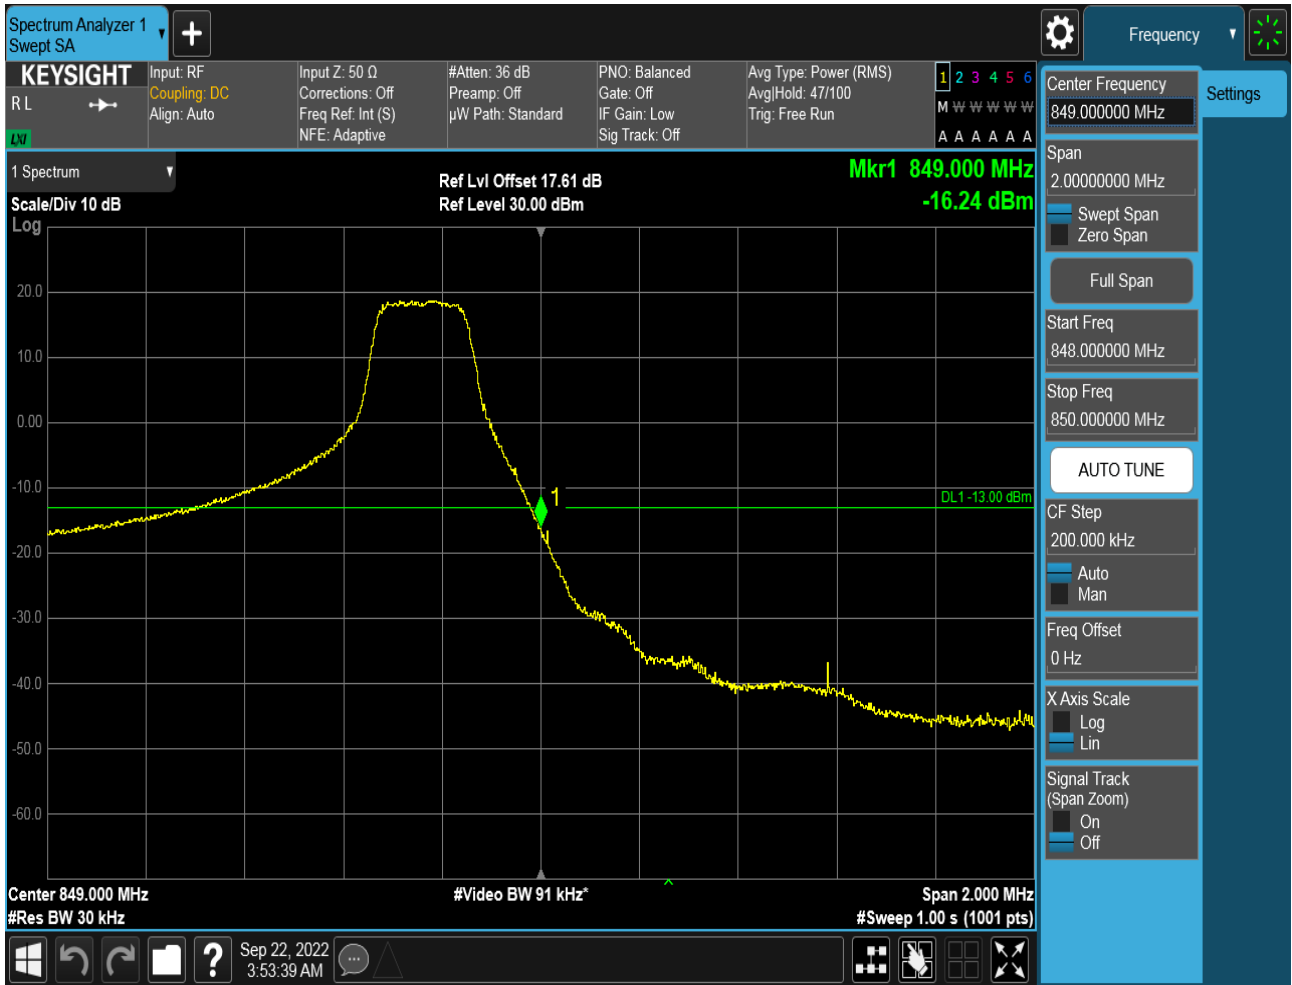 Spectrum Analyzer 1
Swept SA
Frequency
KEYSIGHT
R L
LXI
Input: RF
Coupling: DC
Align: Auto
Input Z: 50 Ω
Corrections: Off
Freq Ref: Int (S)
NFE: Adaptive
#Atten: 36 dB
Preamp: Off
µW Path: Standard
PNO: Balanced
Gate: Off
IF Gain: Low
Sig Track: Off
Avg Type: Power (RMS)
Avg|Hold: 47/100
Trig: Free Run
1 2 3 4 5 6
M W W W W W
A A A A A A
1 Spectrum
Scale/Div 10 dB
Log
Ref Lvl Offset 17.61 dB
Ref Level 30.00 dBm
Mkr1 849.000 MHz
-16.24 dBm
20.0
10.0
0.00
-10.0
-20.0
-30.0
-40.0
-50.0
-60.0
1
DL1 -13.00 dBm
Center 849.000 MHz
#Res BW 30 kHz
#Video BW 91 kHz*
Span 2.000 MHz
#Sweep 1.00 s (1001 pts)
Center Frequency
849.000000 MHz
Settings
Span
2.00000000 MHz
Swept Span
Zero Span
Full Span
Start Freq
848.000000 MHz
Stop Freq
850.000000 MHz
AUTO TUNE
CF Step
200.000 kHz
Auto
Man
Freq Offset
0 Hz
X Axis Scale
Log
Lin
Signal Track
(Span Zoom)
On
Off
?
Sep 22, 2022
3:53:39 AM